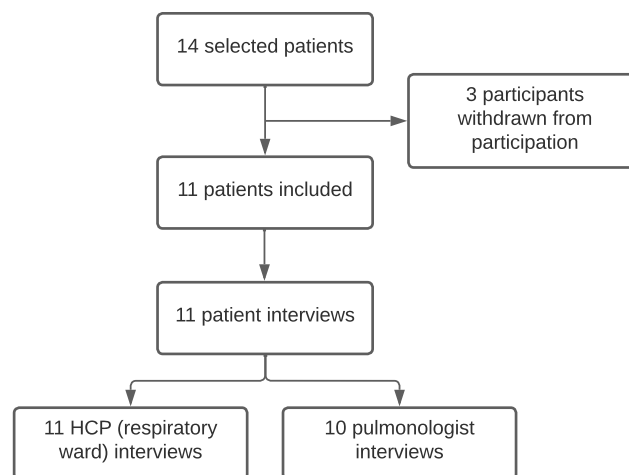 14 selected patients
3 participants
withdrawn from
participation
11 patients included
11 patient interviews
11 HCP (respiratory
ward) interviews
10 pulmonologist
interviews